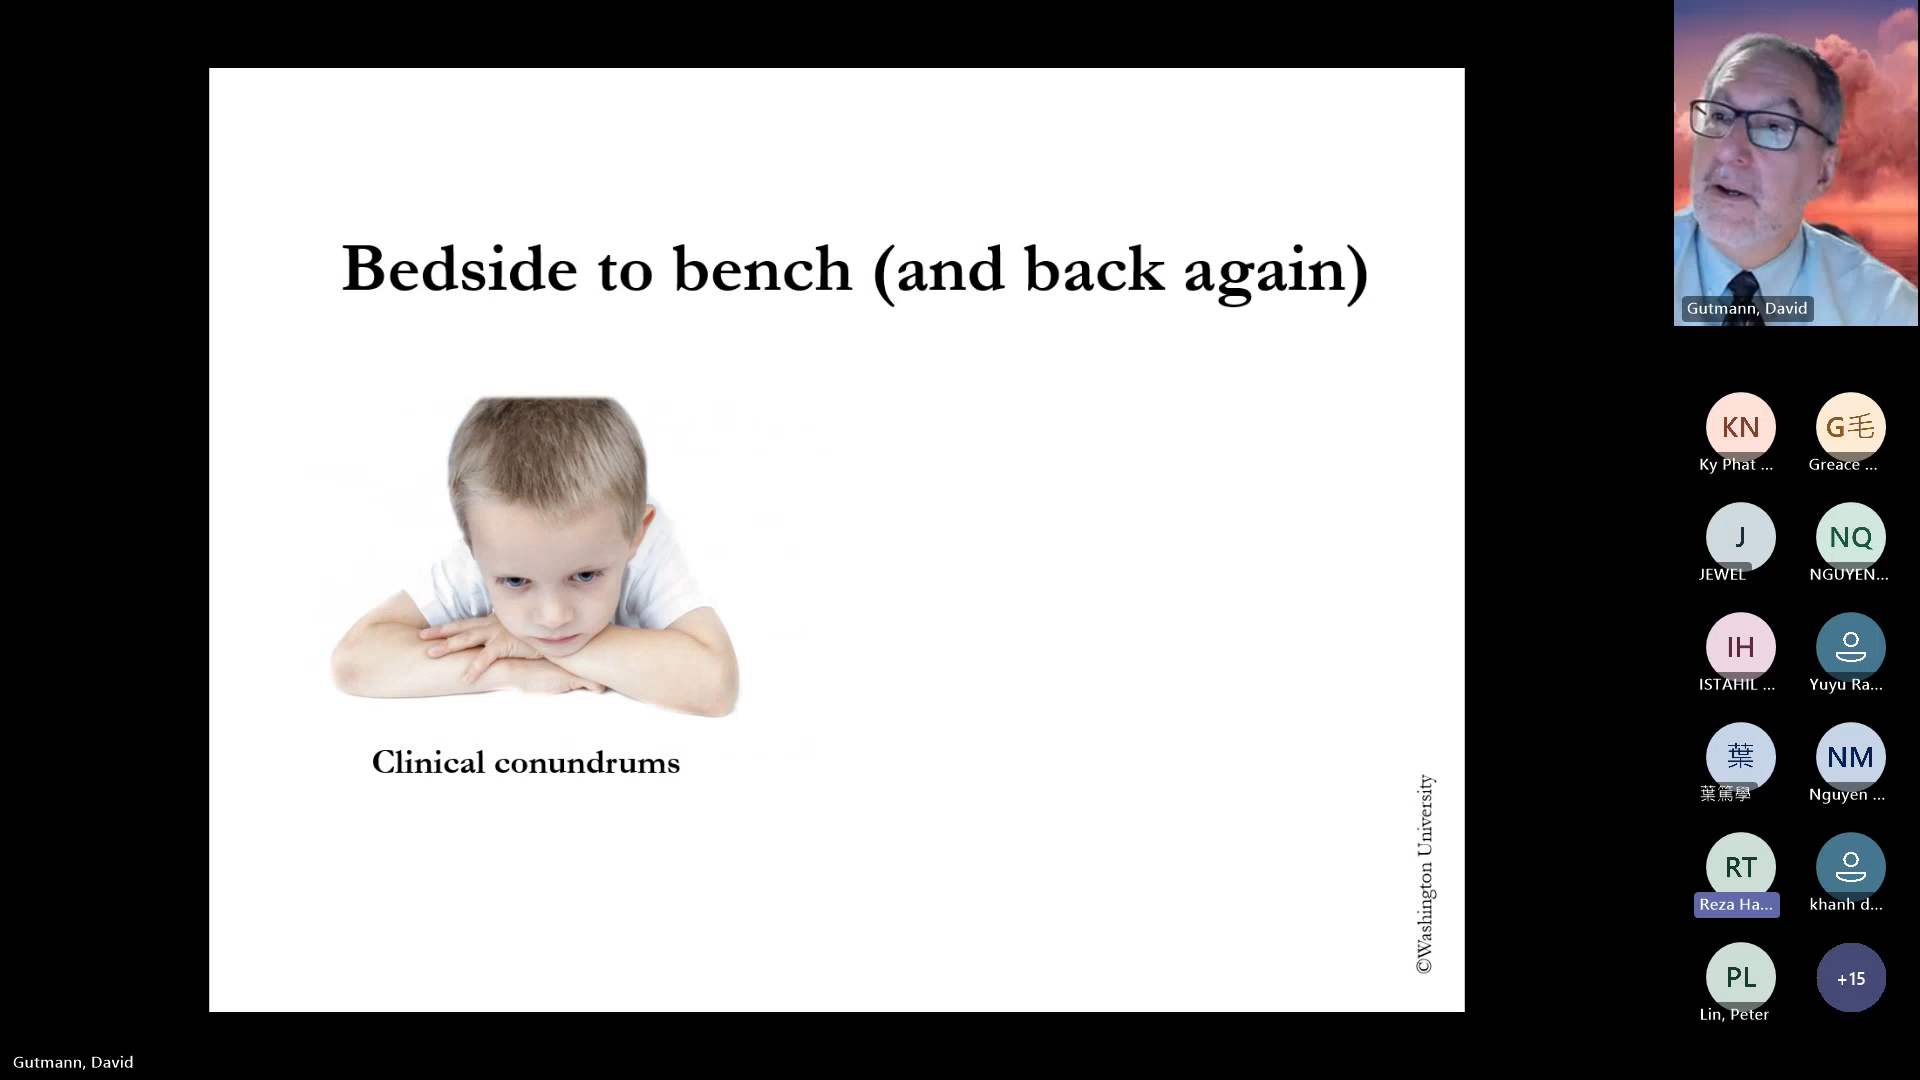 Bedside to bench (and back again)
Clinical conundrums
©Washington University
Gutmann, David
KN
Ky Phat ...
G毛
Greace ...
J
JEWEL
NQ
NGUYEN...
IH
ISTAHIL ...
Yuyu Ra...
葉
葉篤學
NM
Nguyen ...
RT
Reza Ha...
khanh d...
PL
Lin, Peter
+15
Gutmann, David